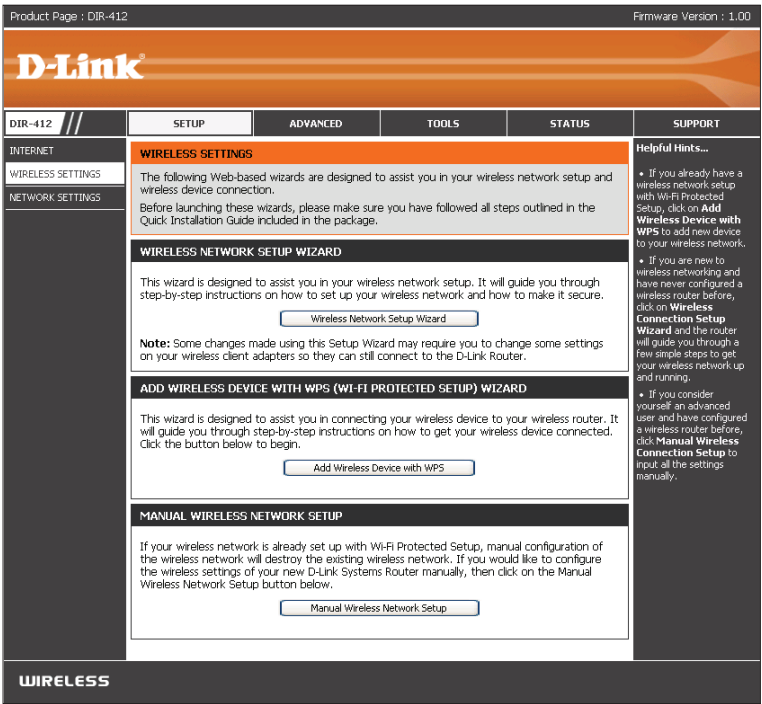 Product Page : DIR-412
Firmware Version : 1.00
D-Link
DIR-412
SETUP
ADVANCED
TOOLS
STATUS
SUPPORT
INTERNET
WIRELESS SETTINGS
NETWORK SETTINGS
WIRELESS SETTINGS
The following Web-based wizards are designed to assist you in your wireless network setup and
wireless device connection.
Before launching these wizards, please make sure you have followed all steps outlined in the
Quick Installation Guide included in the package.
WIRELESS NETWORK SETUP WIZARD
This wizard is designed to assist you in your wireless network setup. It will guide you through
step-by-step instructions on how to set up your wireless network and how to make it secure.
Wireless Network Setup Wizard
Note: Some changes made using this Setup Wizard may require you to change some settings
on your wireless client adapters so they can still connect to the D-Link Router.
ADD WIRELESS DEVICE WITH WPS (WI-FI PROTECTED SETUP) WIZARD
This wizard is designed to assist you in connecting your wireless device to your wireless router. It
will guide you through step-by-step instructions on how to get your wireless device connected.
Click the button below to begin.
Add Wireless Device with WPS
MANUAL WIRELESS NETWORK SETUP
If your wireless network is already set up with Wi-Fi Protected Setup, manual configuration of
the wireless network will destroy the existing wireless network. If you would like to configure
the wireless settings of your new D-Link Systems Router manually, then click on the Manual
Wireless Network Setup button below.
Manual Wireless Network Setup
Helpful Hints...
• If you already have a
wireless network setup
with Wi-Fi Protected
Setup, click on Add
Wireless Device with
WPS to add new device
to your wireless network.
• If you are new to
wireless networking and
have never configured a
wireless router before,
click on Wireless
Connection Setup
Wizard and the router
will guide you through a
few simple steps to get
your wireless network up
and running.
• If you consider
yourself an advanced
user and have configured
a wireless router before,
click Manual Wireless
Connection Setup to
input all the settings
manually.
WIRELESS